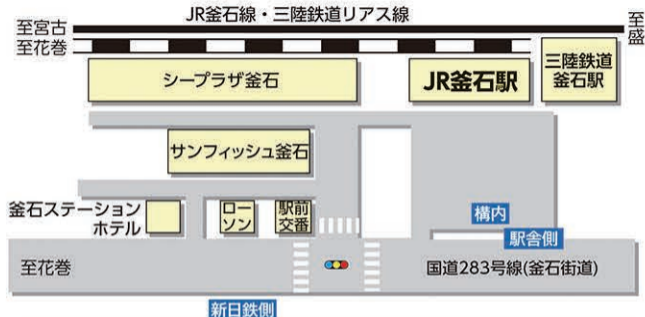 JR釜石線・三陸鉄道リアス線
至宮古
至花巻
至盛
シープラザ釜石
JR釜石駅
三陸鉄道
釜石駅
サンフィッシュ釜石
釜石ステーション
ホテル
ロー
ソン
駅前
交番
構内
駅舎側
至花巻
国道283号線(釜石街道)
新日鉄側